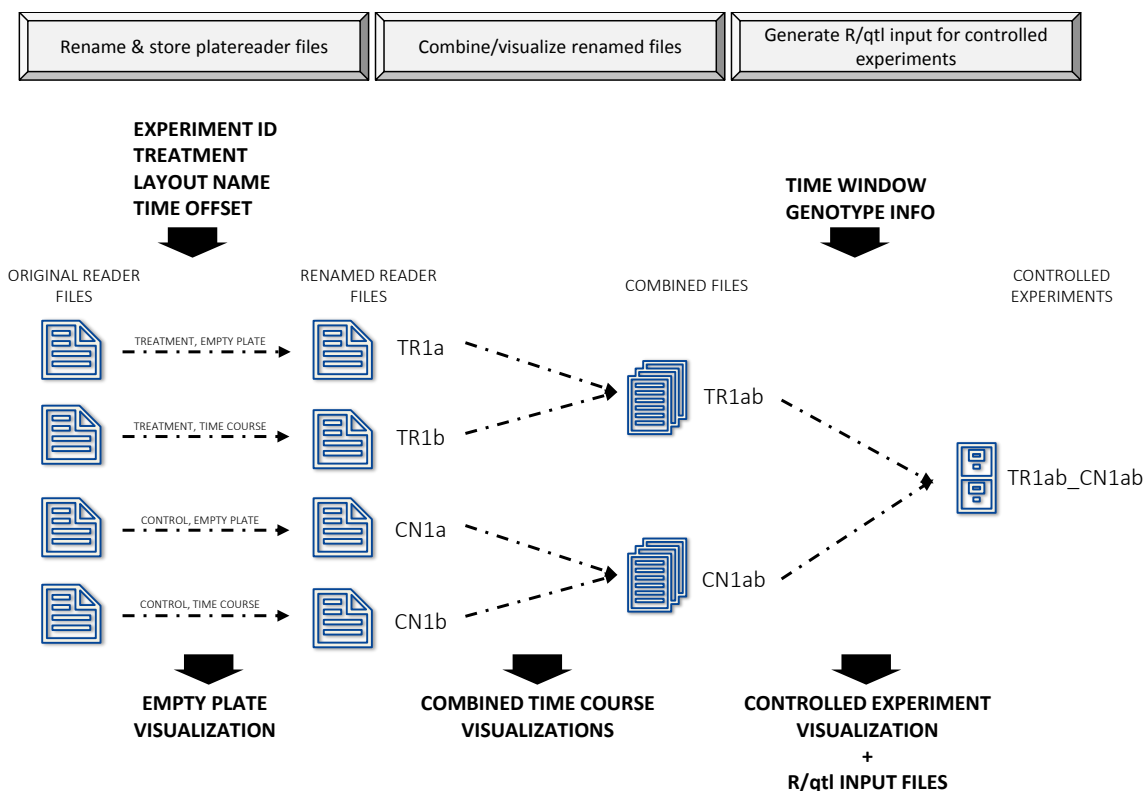 Rename & store platereader files
Combine/visualize renamed files
Generate R/qtl input for controlled
experiments
EXPERIMENT ID
TREATMENT
LAYOUT NAME
TIME OFFSET
TIME WINDOW
GENOTYPE INFO
ORIGINAL READER
FILES
RENAMED READER
FILES
COMBINED FILES
CONTROLLED
EXPERIMENTS
TREATMENT, EMPTY PLATE
TR1a
TREATMENT, TIME COURSE
TR1b
TR1ab
CONTROL, EMPTY PLATE
CN1a
CONTROL, TIME COURSE
CN1b
CN1ab
TR1ab_CN1ab
EMPTY PLATE
VISUALIZATION
COMBINED TIME COURSE
VISUALIZATIONS
CONTROLLED EXPERIMENT
VISUALIZATION
+
R/qtl INPUT FILES